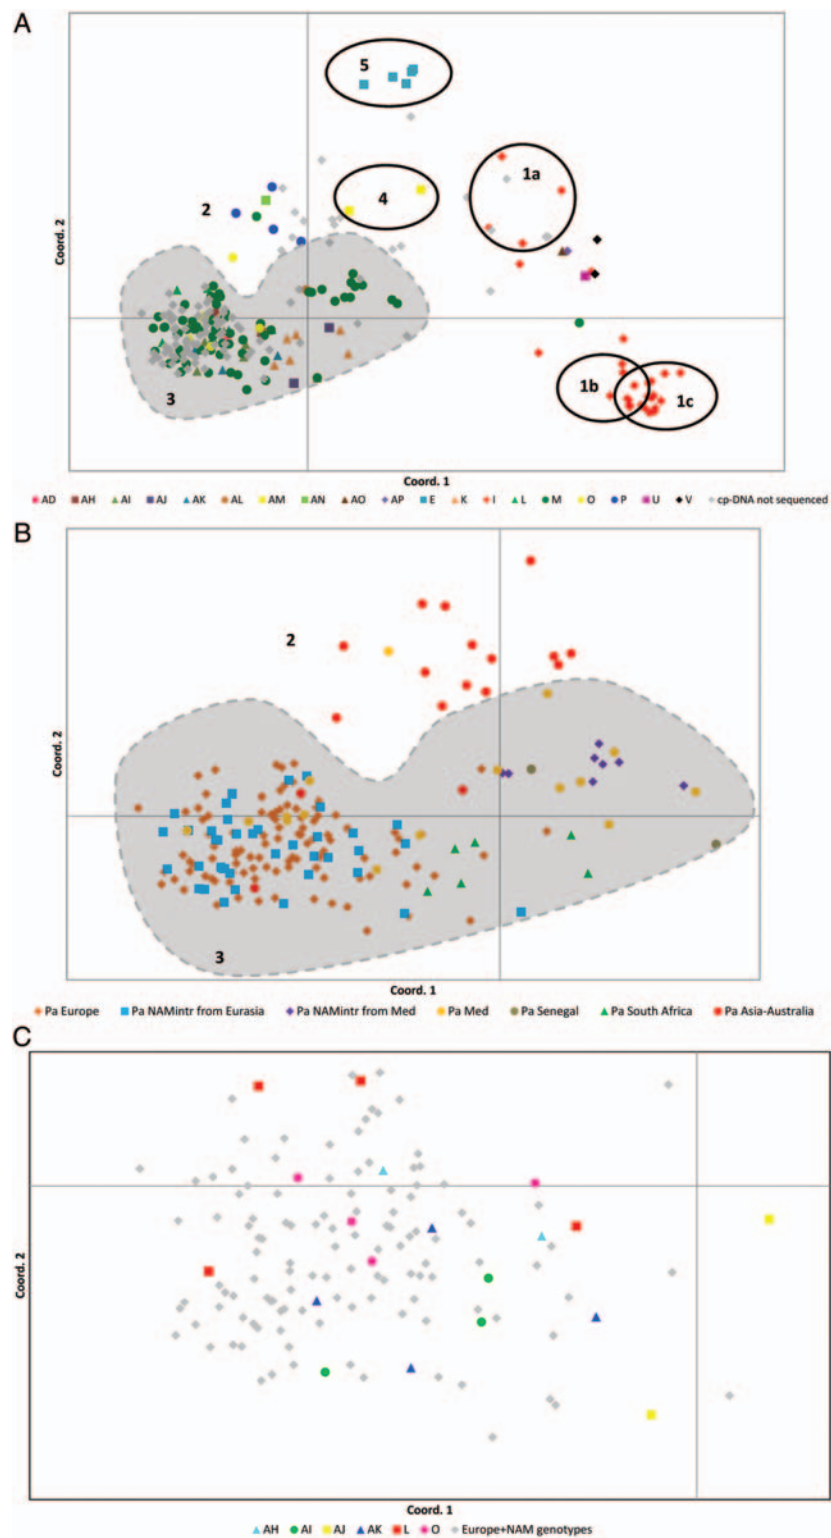 A
5
1a
4
2
Coord. 2
3
1b
1c
Coord. 1
AD AH AI AJ AK AL AM AN AO AP E K I L M O P U V cp-DNA not sequenced
B
2
Coord. 2
3
Coord. 1
Pa Europe Pa NAMintr from Eurasia Pa NAMintr from Med Pa Med Pa Senegal Pa South Africa Pa Asia-Australia
C
Coord. 2
Coord. 1
AH AI AJ AK L O Europe+NAM genotypes